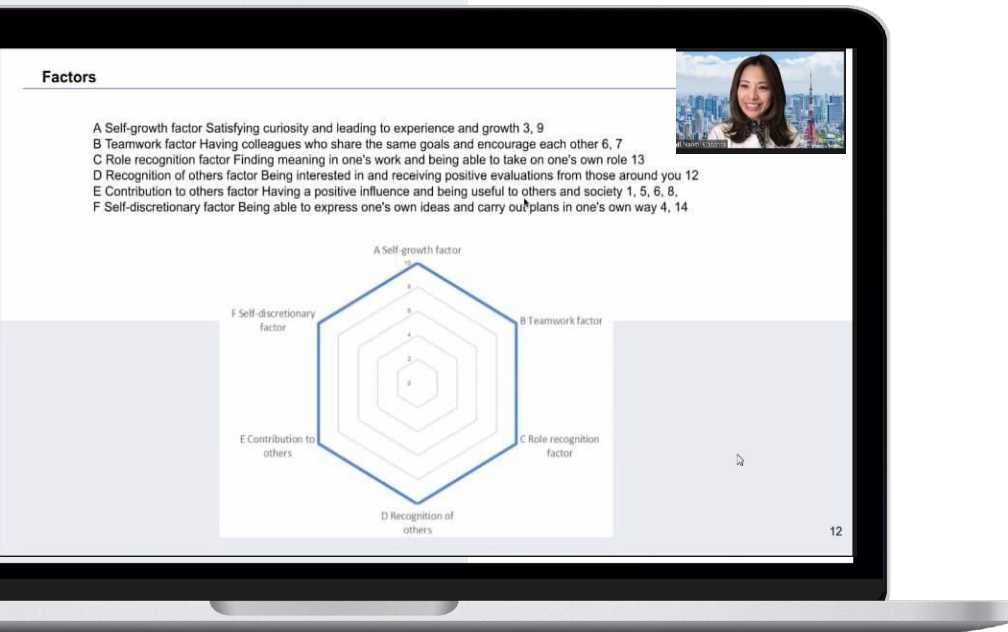 Factors
A Self-growth factor Satisfying curiosity and leading to experience and growth 3, 9
B Teamwork factor Having colleagues who share the same goals and encourage each other 6, 7
C Role recognition factor Finding meaning in one's work and being able to take on one's own role 13
D Recognition of others factor Being interested in and receiving positive evaluations from those around you 12
E Contribution to others factor Having a positive influence and being useful to others and society 1, 5, 6, 8,
F Self-discretionary factor Being able to express one's own ideas and carry out plans in one's own way 4, 14
A Self-growth factor
10
8
6
4
2
0
F Self-discretionary
factor
B Teamwork factor
E Contribution to
others
C Role recognition
factor
D Recognition of
others
12